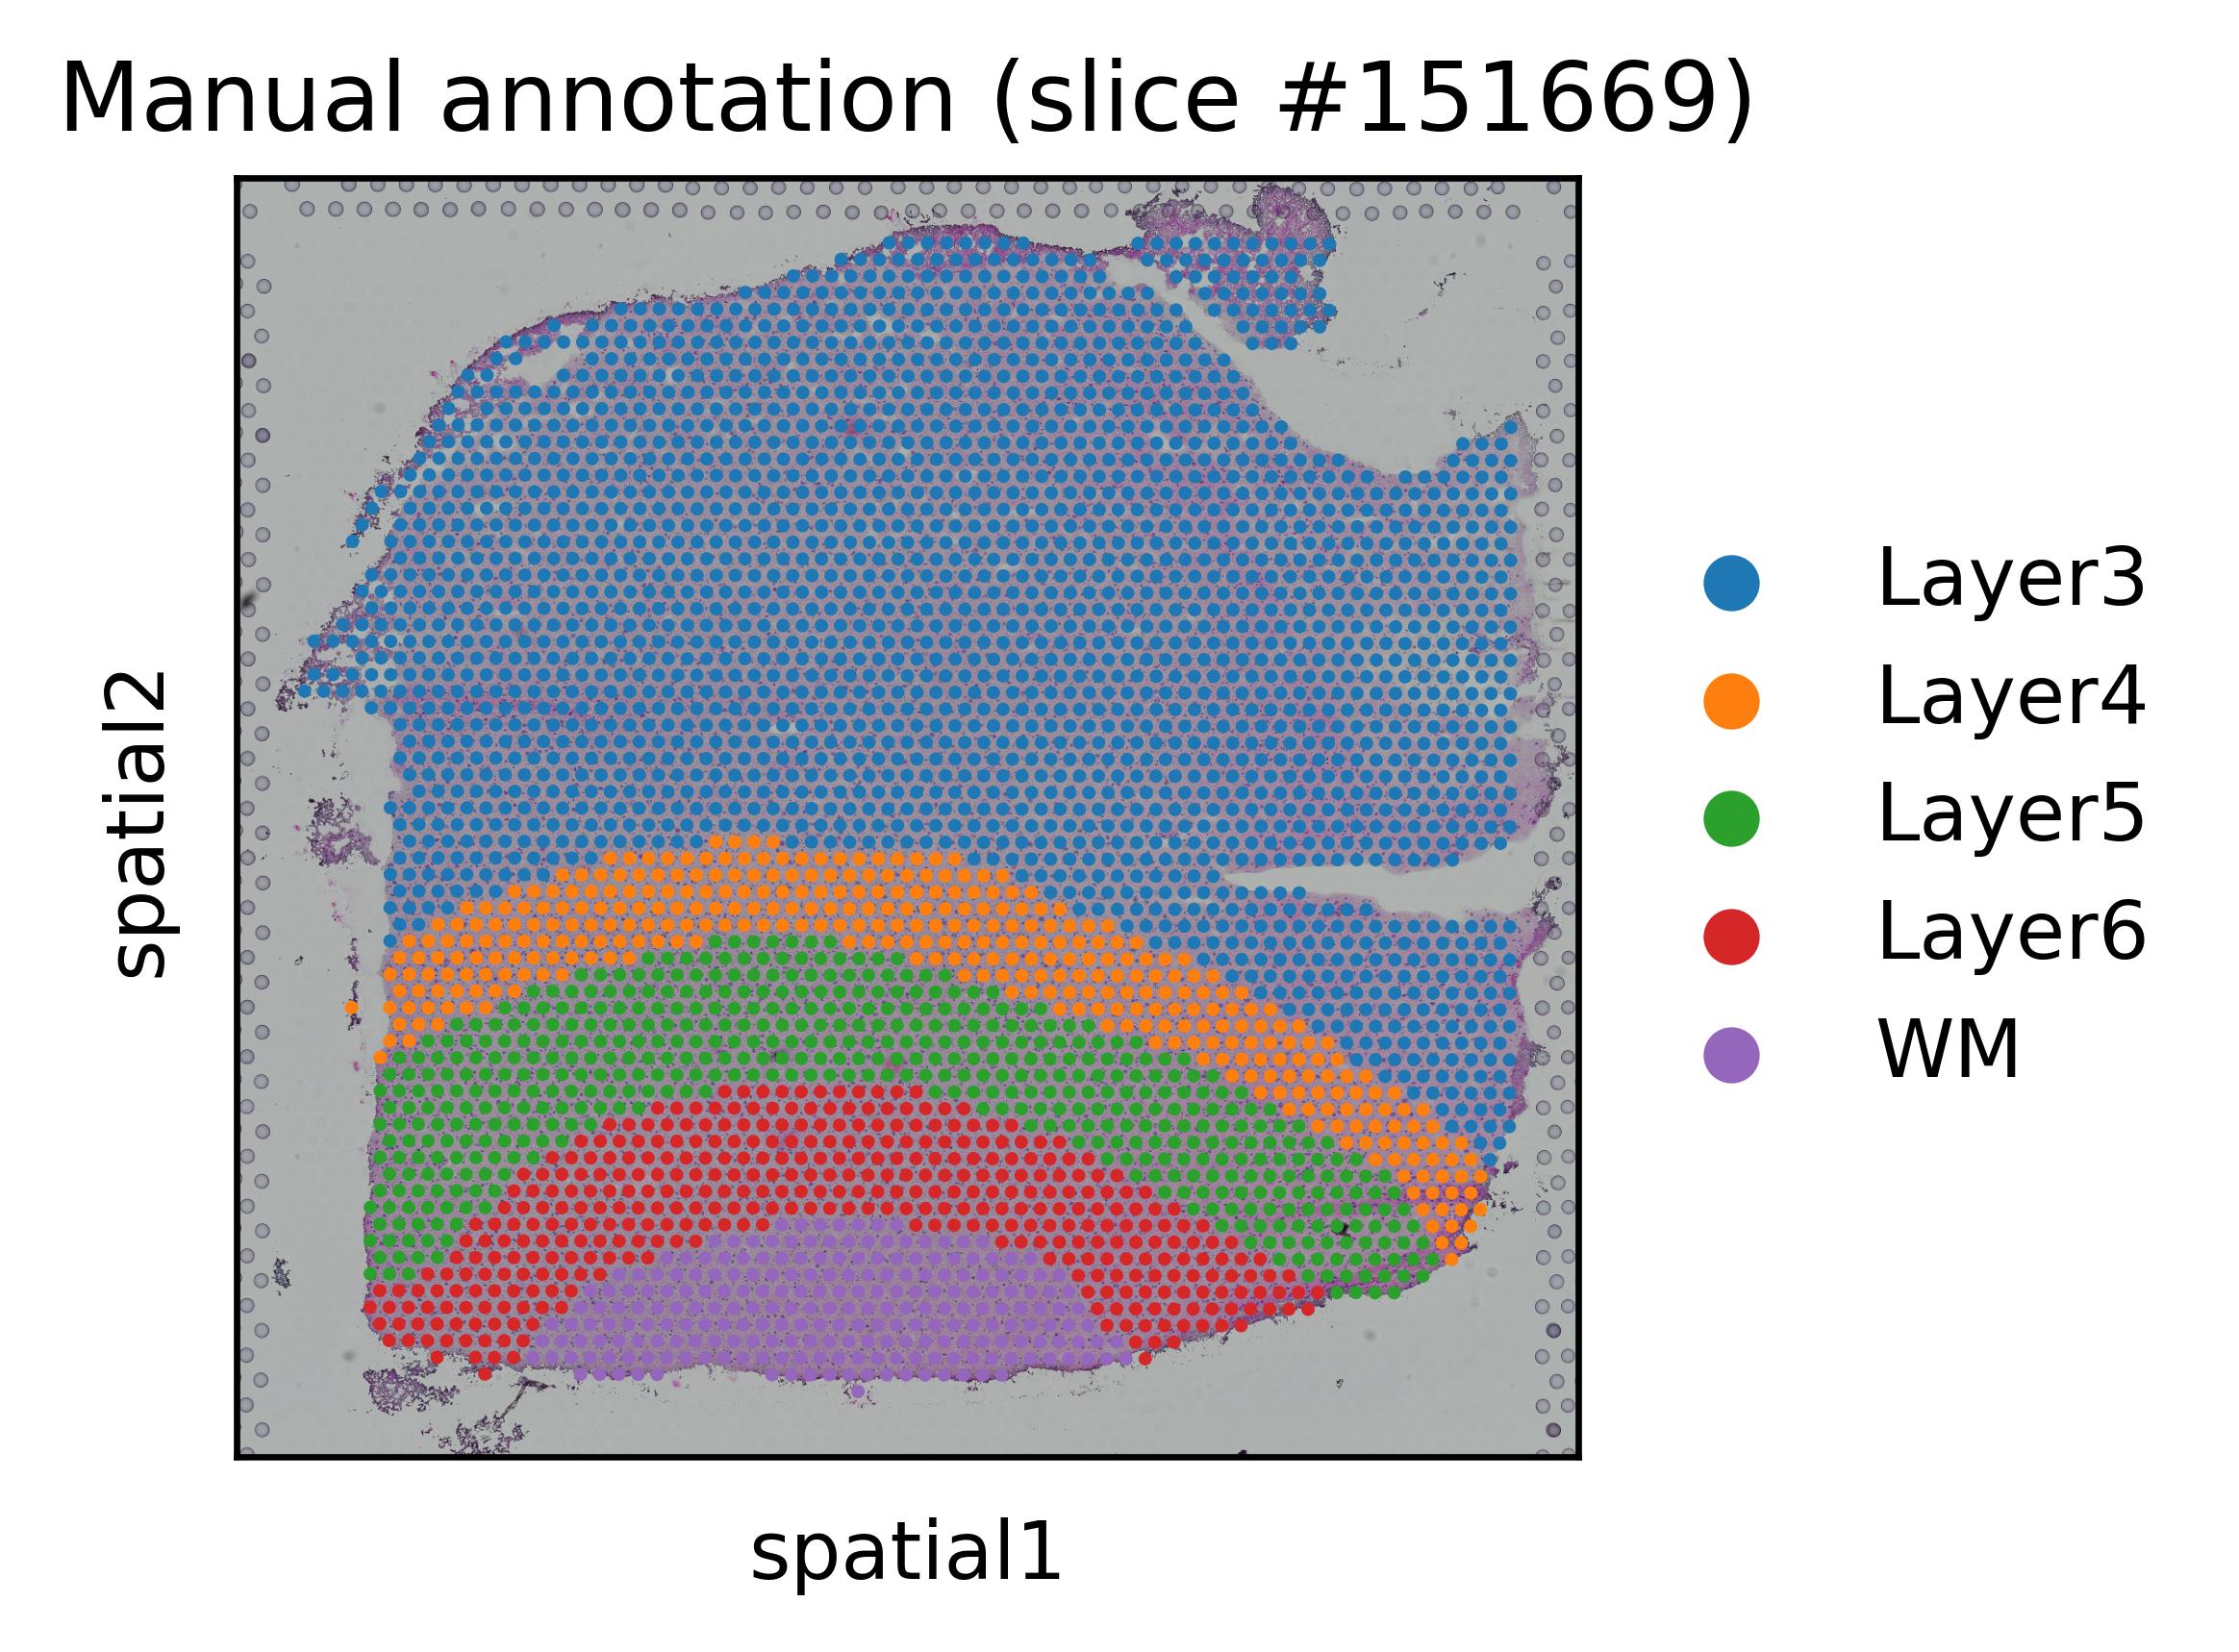 Manual annotation (slice #151669)
spatial2
Layer3
Layer4
Layer5
Layer6
WM
spatial1